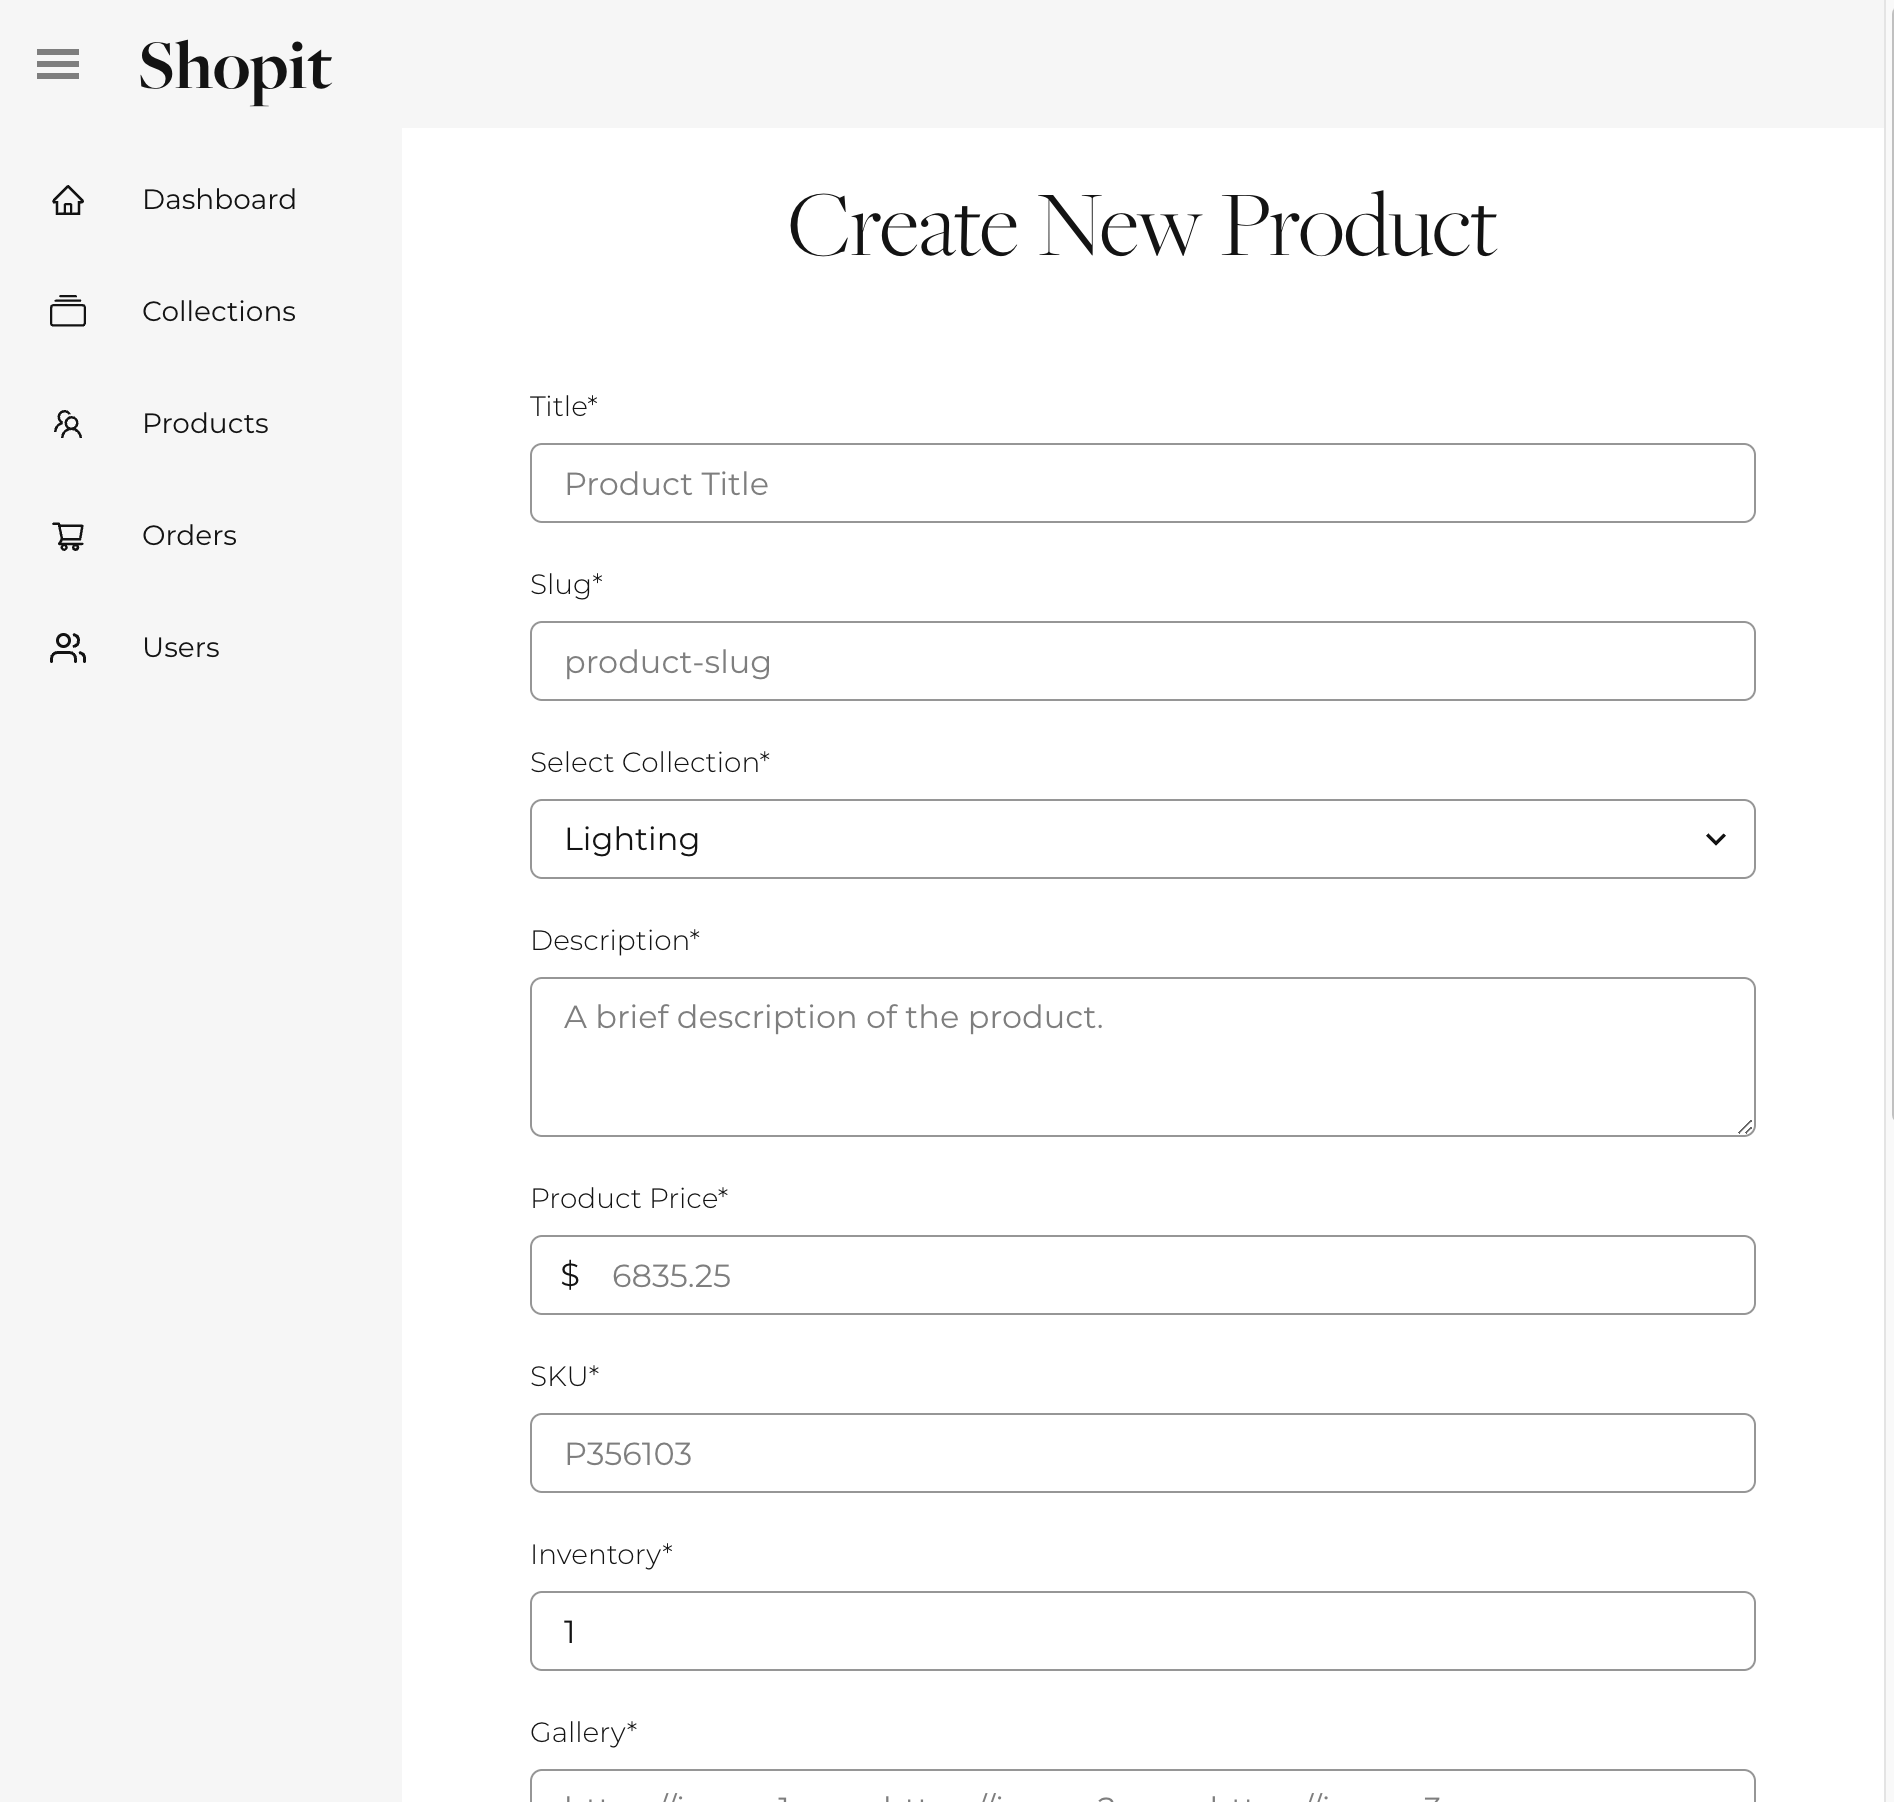 Shopit
Dashboard
Collections
Products
Orders
Users
Create New Product
Title*
Product Title
Slug*
product-slug
Select Collection*
Lighting
Description*
A brief description of the product.
Product Price*
$ 6835.25
SKU*
P356103
Inventory*
1
Gallery*